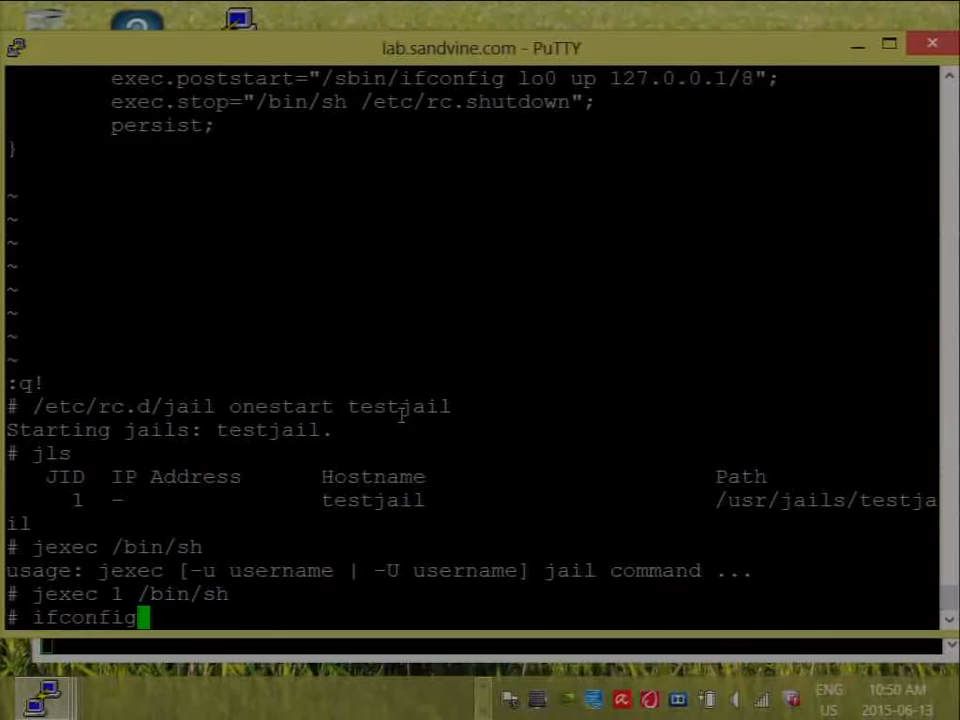 lab.sandvine.com - PuTTY
exec.poststart="/sbin/ifconfig lo0 up 127.0.0.1/8";
exec.stop="/bin/sh /etc/rc.shutdown";
persist;
}
~
~
~
~
~
~
~
~
:q!
# /etc/rc.d/jail onestart testjail
Starting jails: testjail.
# jls
JID IP Address Hostname Path
1 - testjail /usr/jails/testja
il
# jexec /bin/sh
usage: jexec [-u username | -U username] jail command ...
# jexec 1 /bin/sh
# ifconfig
ENG 10:50 AM
US 2015-06-13